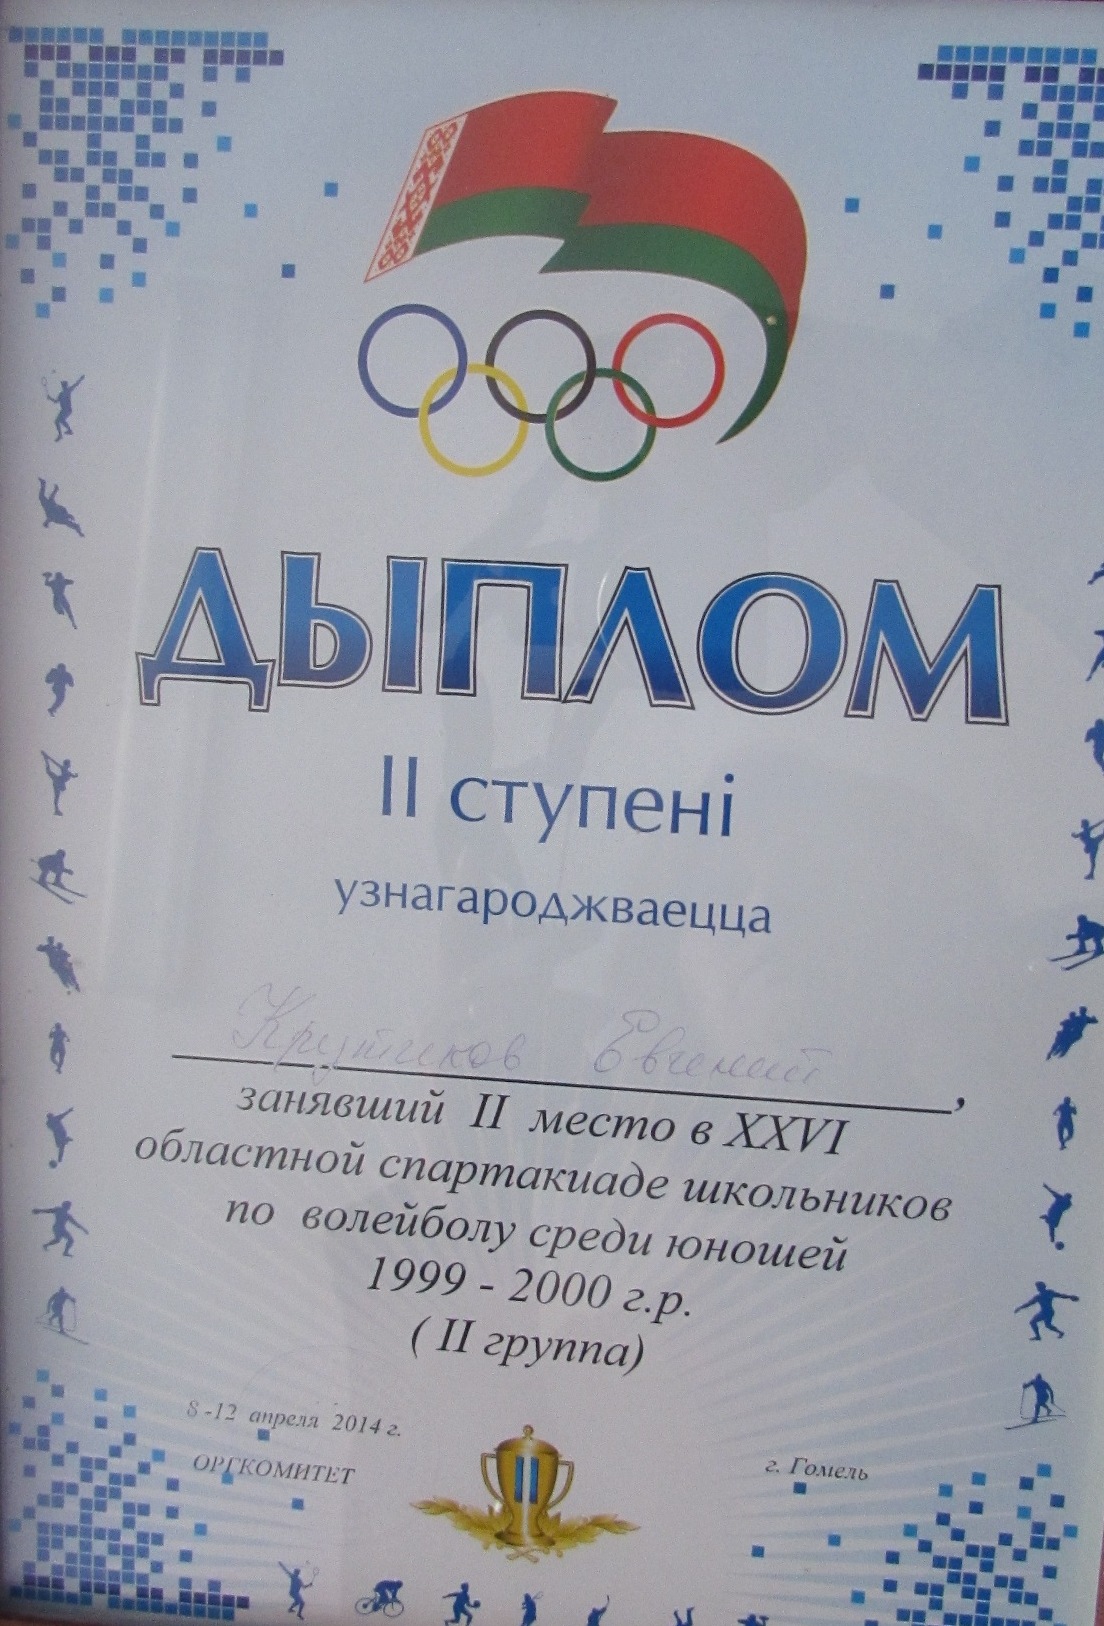 ДЫПЛОМ
II ступені
узнагароджваецца
Крутиков Евгений,
занявший II место в XXVI
областной спартакиаде школьников
по волейболу среди юношей
1999 - 2000 г.р.
( II группа)
8 -12 апреля 2014 г.
ОРГКОМИТЕТ
г. Гомель
II